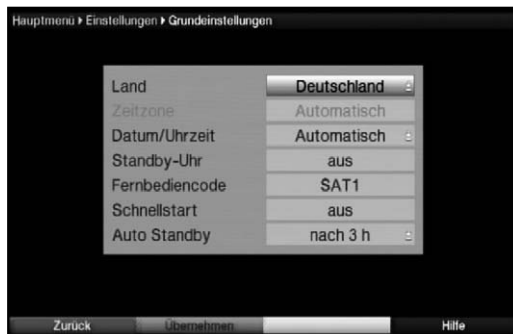 Hauptmenü ▸ Einstellungen ▸ Grundeinstellungen
Land Deutschland
Zeitzone Automatisch
Datum/Uhrzeit Automatisch
Standby-Uhr aus
Fernbediencode SAT1
Schnellstart aus
Auto Standby nach 3 h
Zurück Übernehmen Hilfe